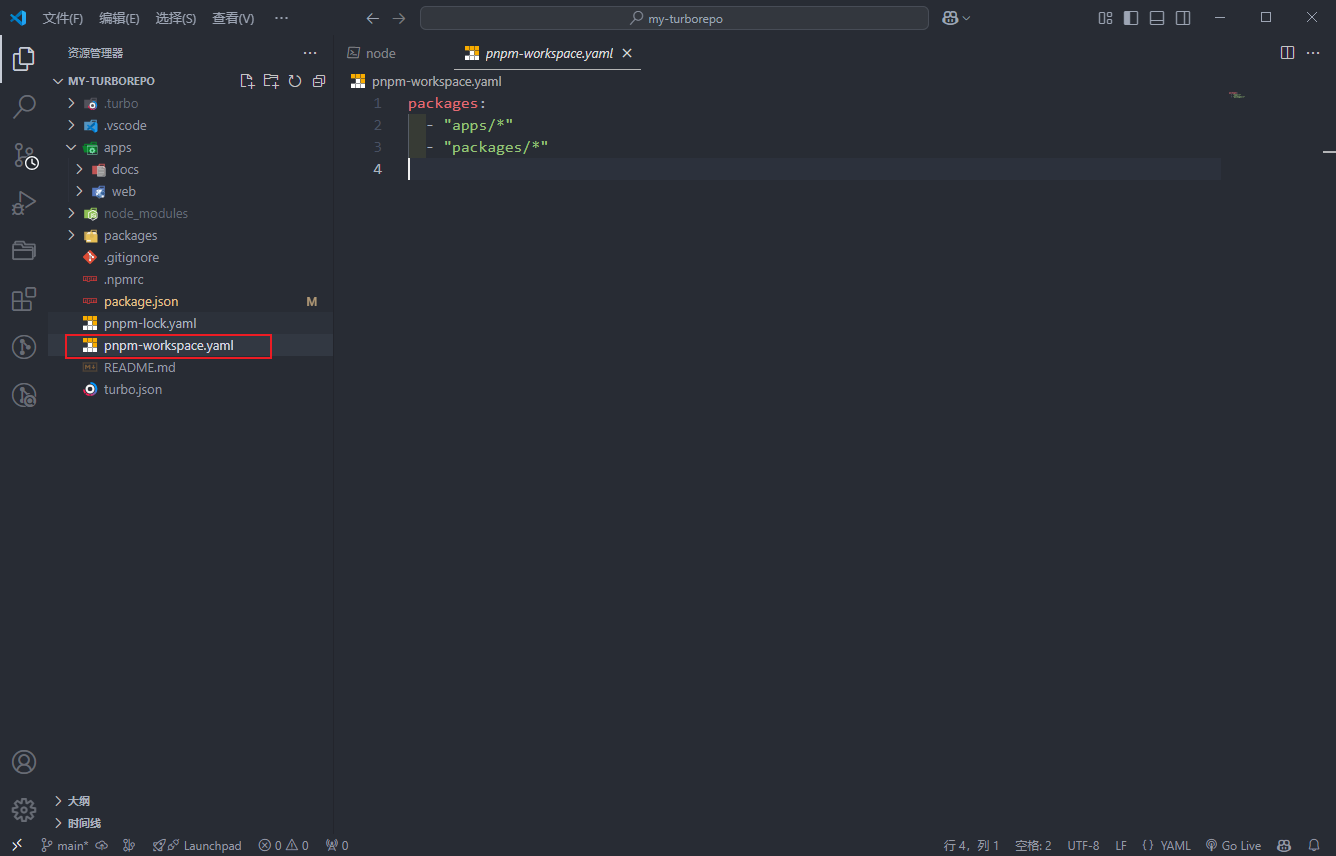 文件(F) 编辑(E) 选择(S) 查看(V) ··· my-turborepo
资源管理器 ···
MY-TURBOREPO
.turbo
.vscode
apps
docs
web
node_modules
packages
.gitignore
.npmrc
package.json M
pnpm-lock.yaml
pnpm-workspace.yaml
README.md
turbo.json
大纲
时间线
node pnpm-workspace.yaml
pnpm-workspace.yaml
1 packages:
2 - "apps/*"
3 - "packages/*"
4
main* Launchpad 0 0 0 行 4，列 1 空格: 2 UTF-8 LF { } YAML Go Live